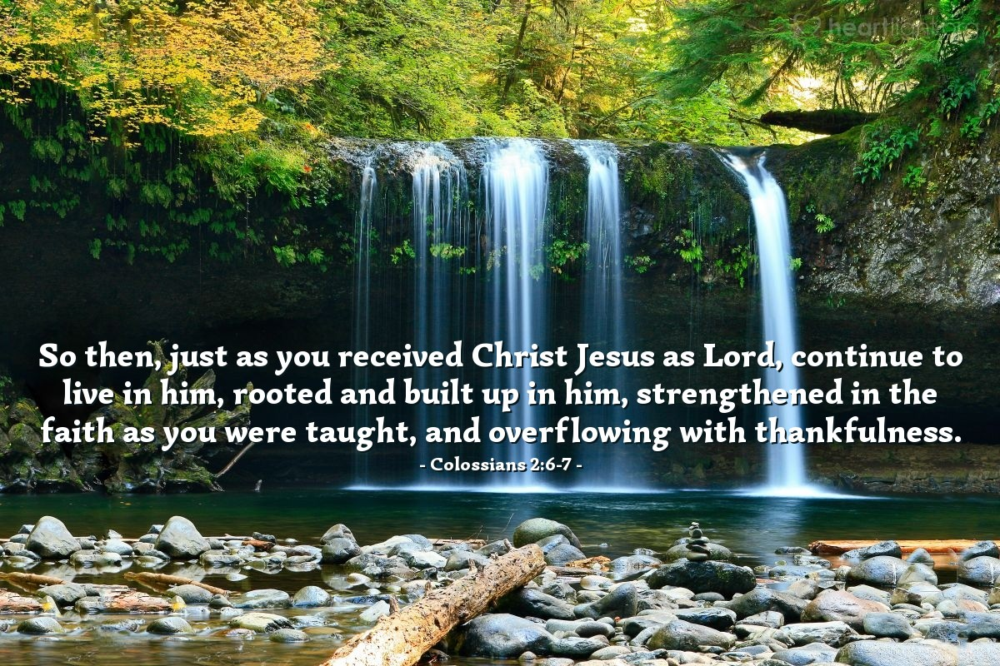 heartlight.org
So then, just as you received Christ Jesus as Lord, continue to
live in him, rooted and built up in him, strengthened in the
faith as you were taught, and overflowing with thankfulness.
- Colossians 2:6-7 -